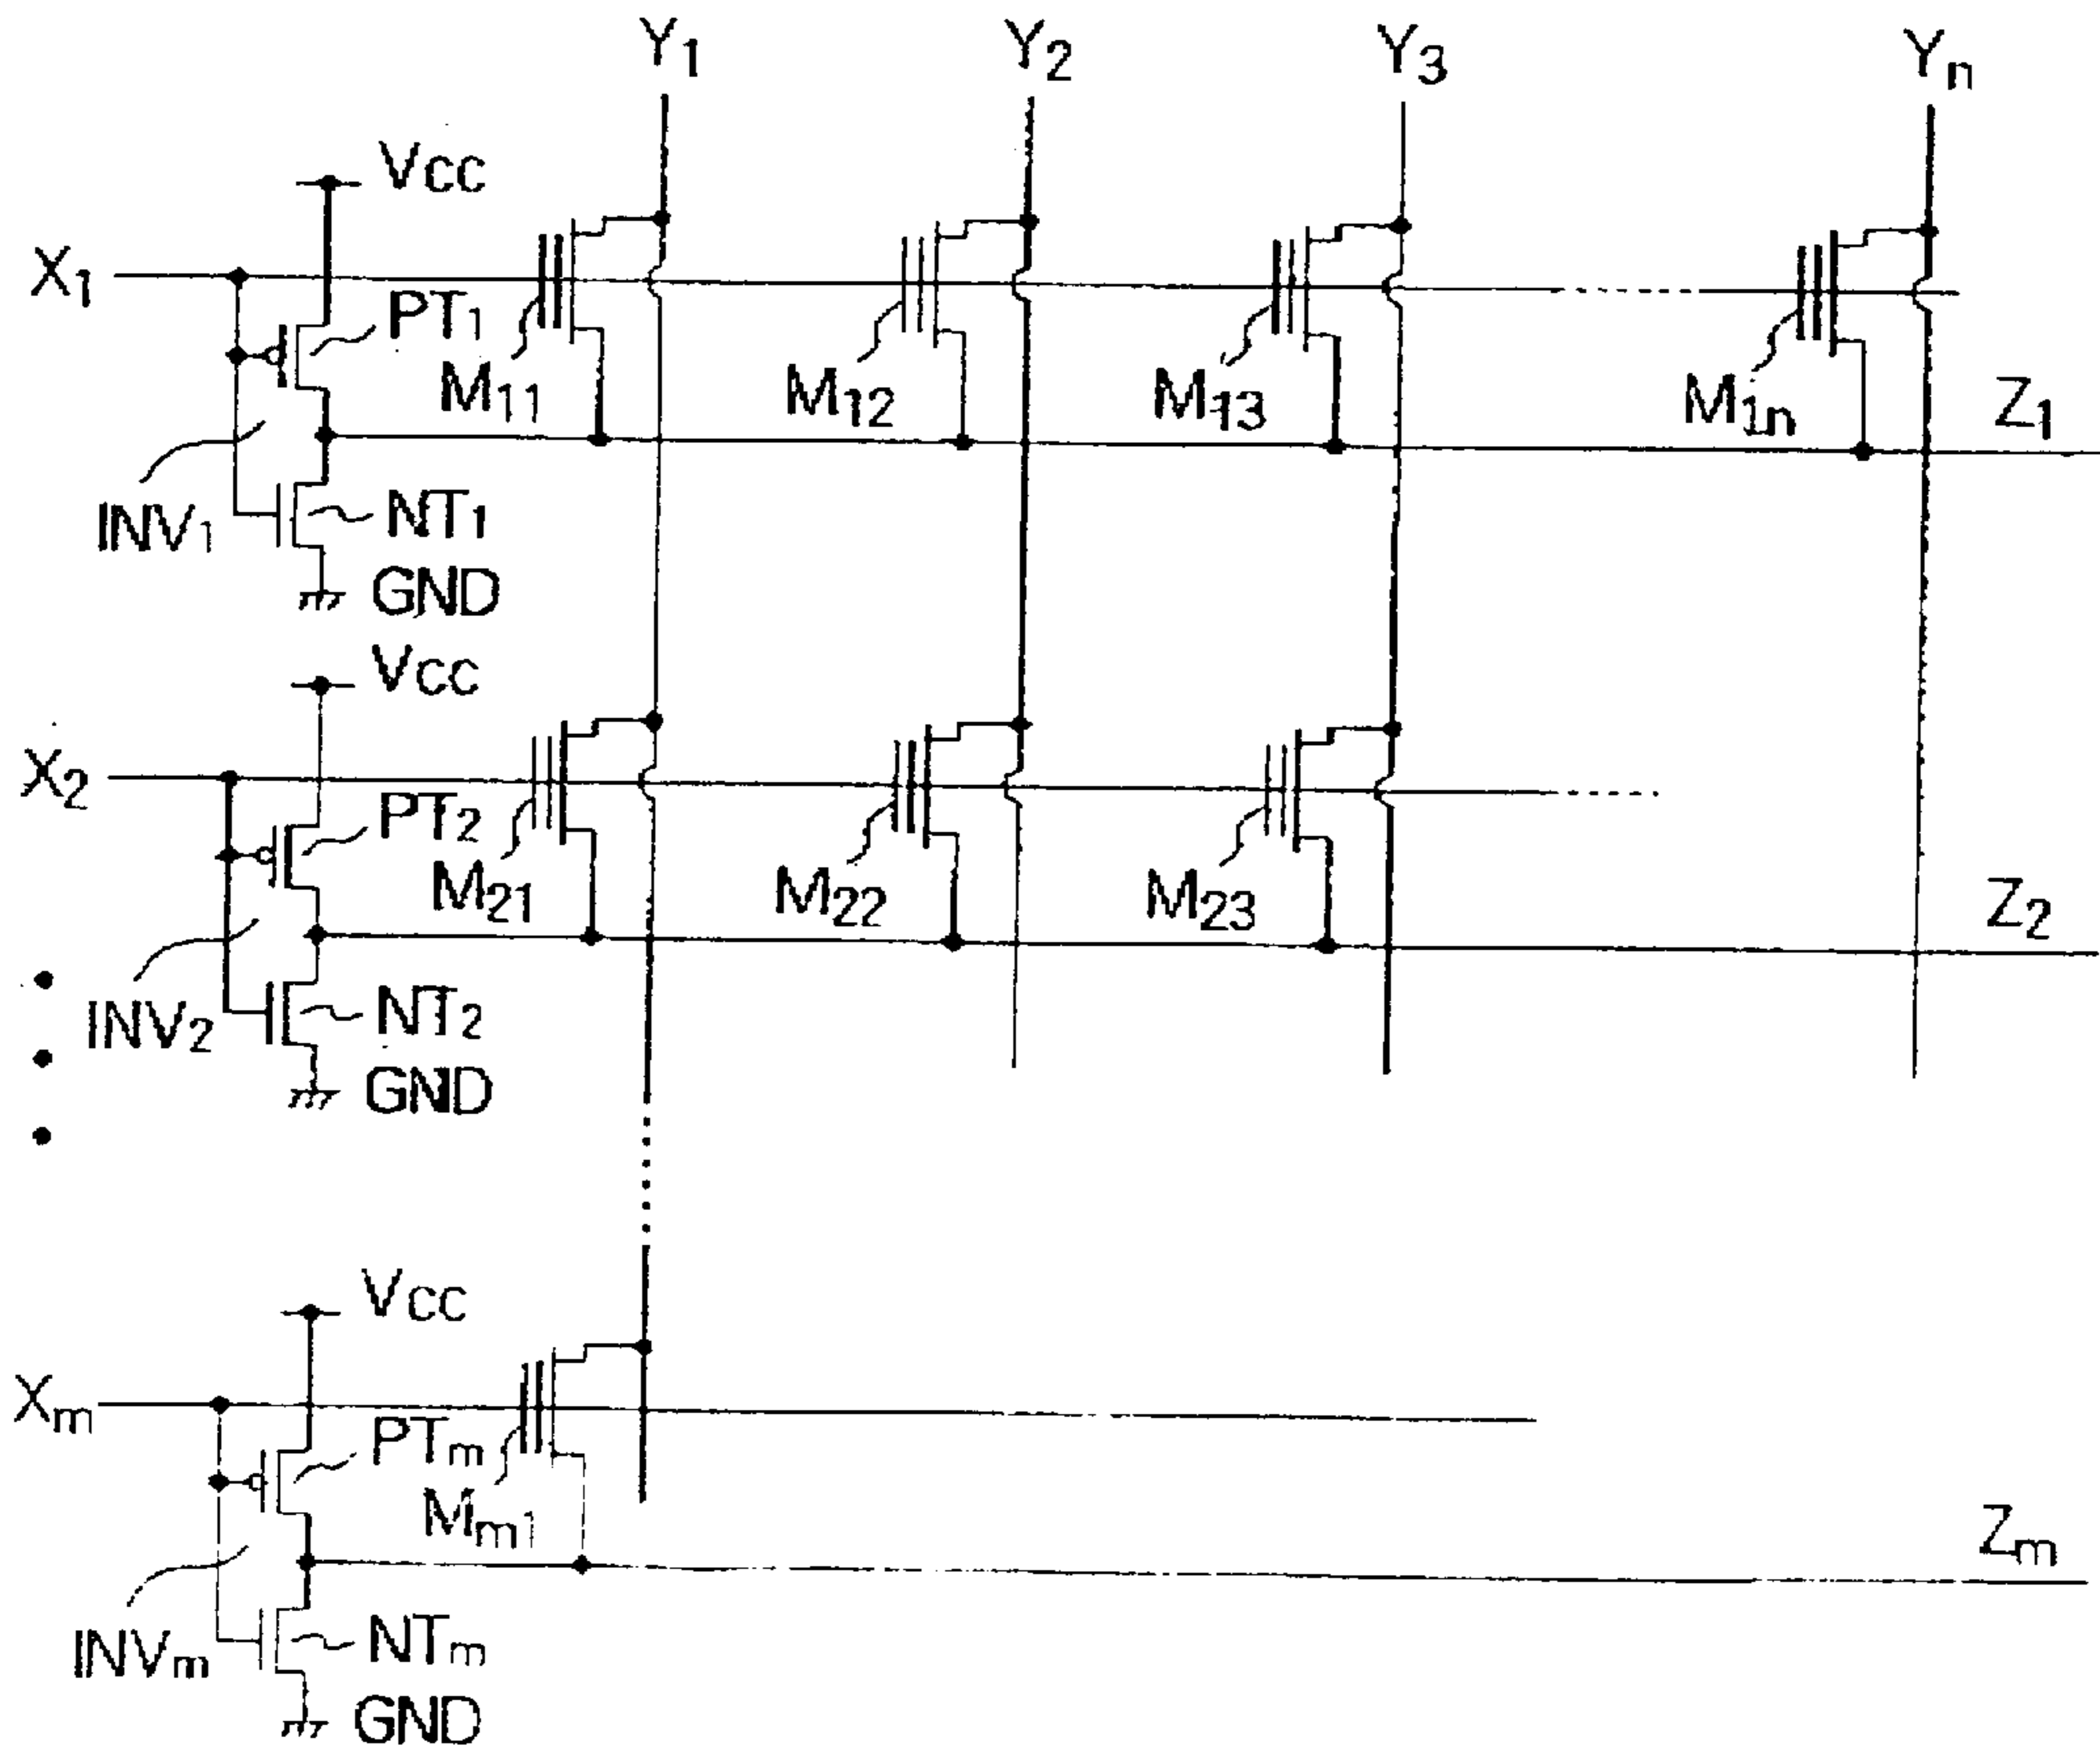 Y1 Y2 Y3 Yn
Vcc
X1
PT1
M11 M12 M13 M1n
Z1
INV1 NT1
GND
Vcc
X2
PT2
M21 M22 M23
Z2
INV2 NT2
GND
Vcc
Xm
PTm
Mm1
Zm
INVm NTm
GND